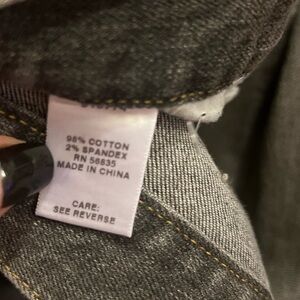 98% COTTON
2% SPANDEX
RN 56835
MADE IN CHINA
CARE:
SEE REVERSE